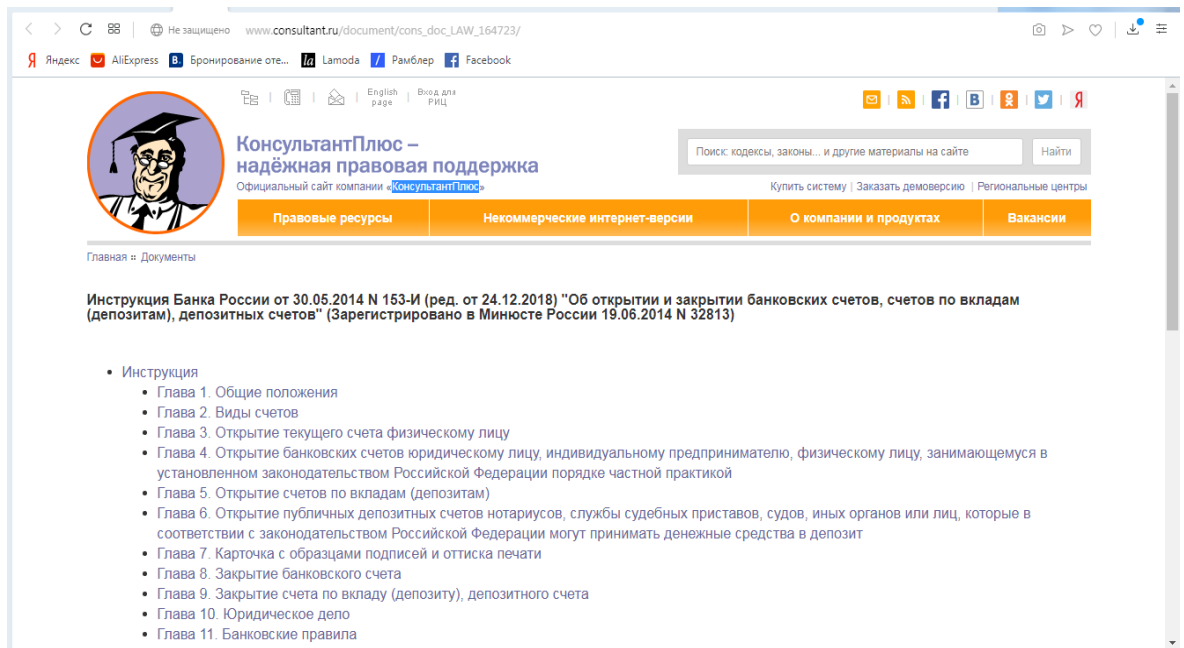 Не защищено www.consultant.ru/document/cons_doc_LAW_164723/
Я Яндекс AliExpress B. Бронирование оте... la Lamoda / Рамблер f Facebook
English page
Вход для РИЦ
f В Я
КонсультантПлюс –
надёжная правовая поддержка
Поиск: кодексы, законы... и другие материалы на сайте Найти
Официальный сайт компании «КонсультантПлюс»
Купить систему | Заказать демоверсию | Региональные центры
Правовые ресурсы Некоммерческие интернет-версии О компании и продуктах Вакансии
Главная :: Документы
Инструкция Банка России от 30.05.2014 N 153-И (ред. от 24.12.2018) "Об открытии и закрытии банковских счетов, счетов по вкладам
(депозитам), депозитных счетов" (Зарегистрировано в Минюсте России 19.06.2014 N 32813)
• Инструкция
• Глава 1. Общие положения
• Глава 2. Виды счетов
• Глава 3. Открытие текущего счета физическому лицу
• Глава 4. Открытие банковских счетов юридическому лицу, индивидуальному предпринимателю, физическому лицу, занимающемуся в
установленном законодательством Российской Федерации порядке частной практикой
• Глава 5. Открытие счетов по вкладам (депозитам)
• Глава 6. Открытие публичных депозитных счетов нотариусов, службы судебных приставов, судов, иных органов или лиц, которые в
соответствии с законодательством Российской Федерации могут принимать денежные средства в депозит
• Глава 7. Карточка с образцами подписей и оттиска печати
• Глава 8. Закрытие банковского счета
• Глава 9. Закрытие счета по вкладу (депозиту), депозитного счета
• Глава 10. Юридическое дело
• Глава 11. Банковские правила